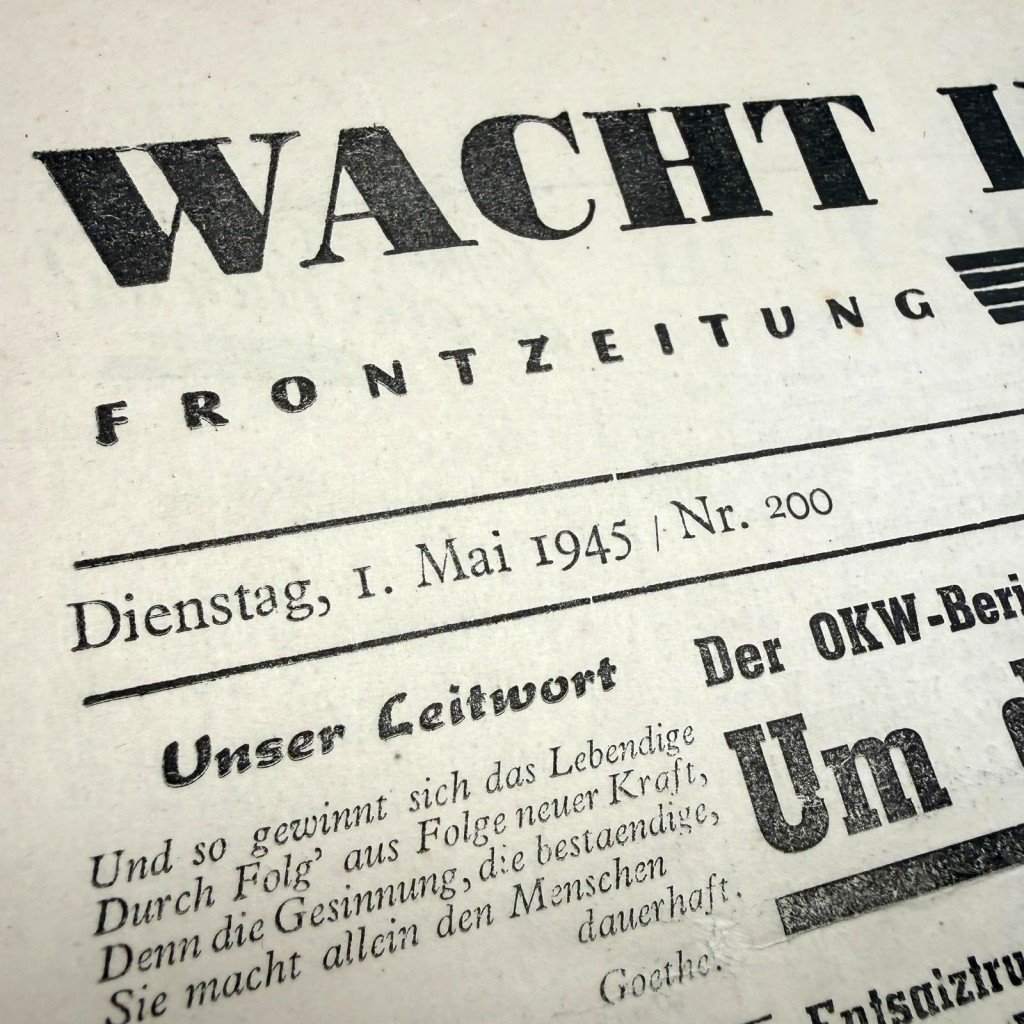 WACHT
FRONTZEITUNG
Dienstag, 1. Mai 1945 / Nr. 200
Unser Leitwort
Und so gewinnt sich das Lebendige
Durch Folg' aus Folge neuer Kraft,
Denn die Gesinnung, die bestaendige,
Sie macht allein den Menschen
dauerhaft.
Goethe.
Der OKW-Beri
Um